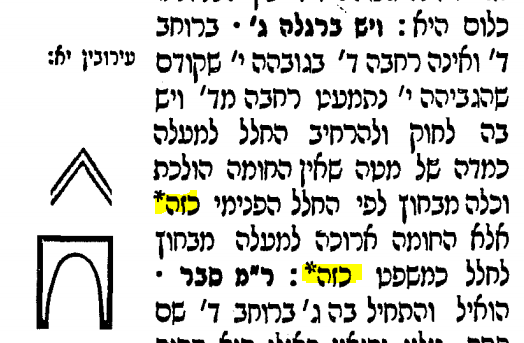 כלום היא: ויש ברגלה ג׳ · ברוחב
ד׳ ואינה רחבה ד׳ בגובהה י׳ שקודם
עירובין יא:
שהגביהה י׳ נתמעט רחבה מד׳ ויש
בה לחוק ולהרחיב החלל למעלה
כמדה של מטה שאין החומה הולכת
וכלה מבחוץ לפי החלל הפנימי כזה*
אלא החומה ארוכה למעלה מבחוץ
לחלל כמשפט כזה*: ר״מ סבר ·
הואיל והתחיל בה ג׳ ברוחב ד׳ שם